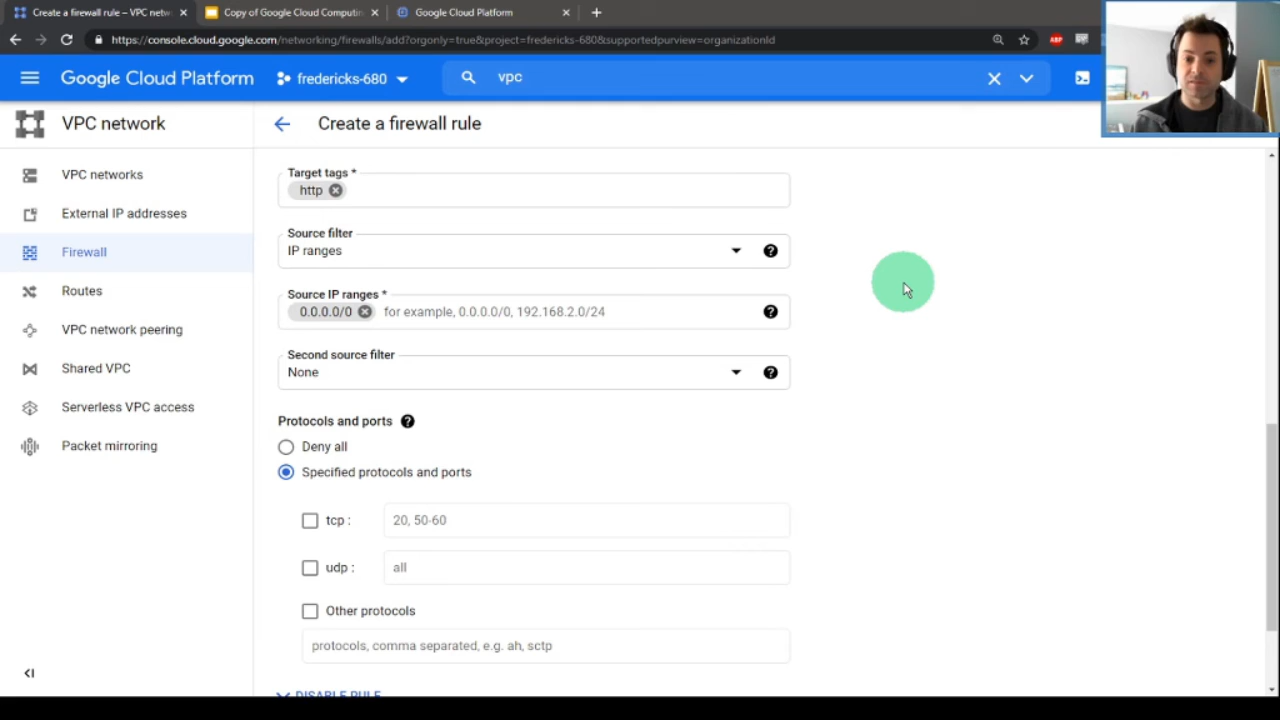 Create a firewall rule – VPC netw
Copy of Google Cloud Computin
Google Cloud Platform
https://console.cloud.google.com/networking/firewalls/add?orgonly=true&project=fredericks-680&supportedpurview=organizationId
ABP
Google Cloud Platform
fredericks-680
vpc
VPC network
Create a firewall rule
VPC networks
External IP addresses
Firewall
Routes
VPC network peering
Shared VPC
Serverless VPC access
Packet mirroring
Target tags *
http
Source filter
IP ranges
Source IP ranges *
0.0.0.0/0 for example, 0.0.0.0/0, 192.168.2.0/24
Second source filter
None
Protocols and ports
Deny all
Specified protocols and ports
tcp : 20, 50-60
udp : all
Other protocols
protocols, comma separated, e.g. ah, sctp
DISABLE RULE